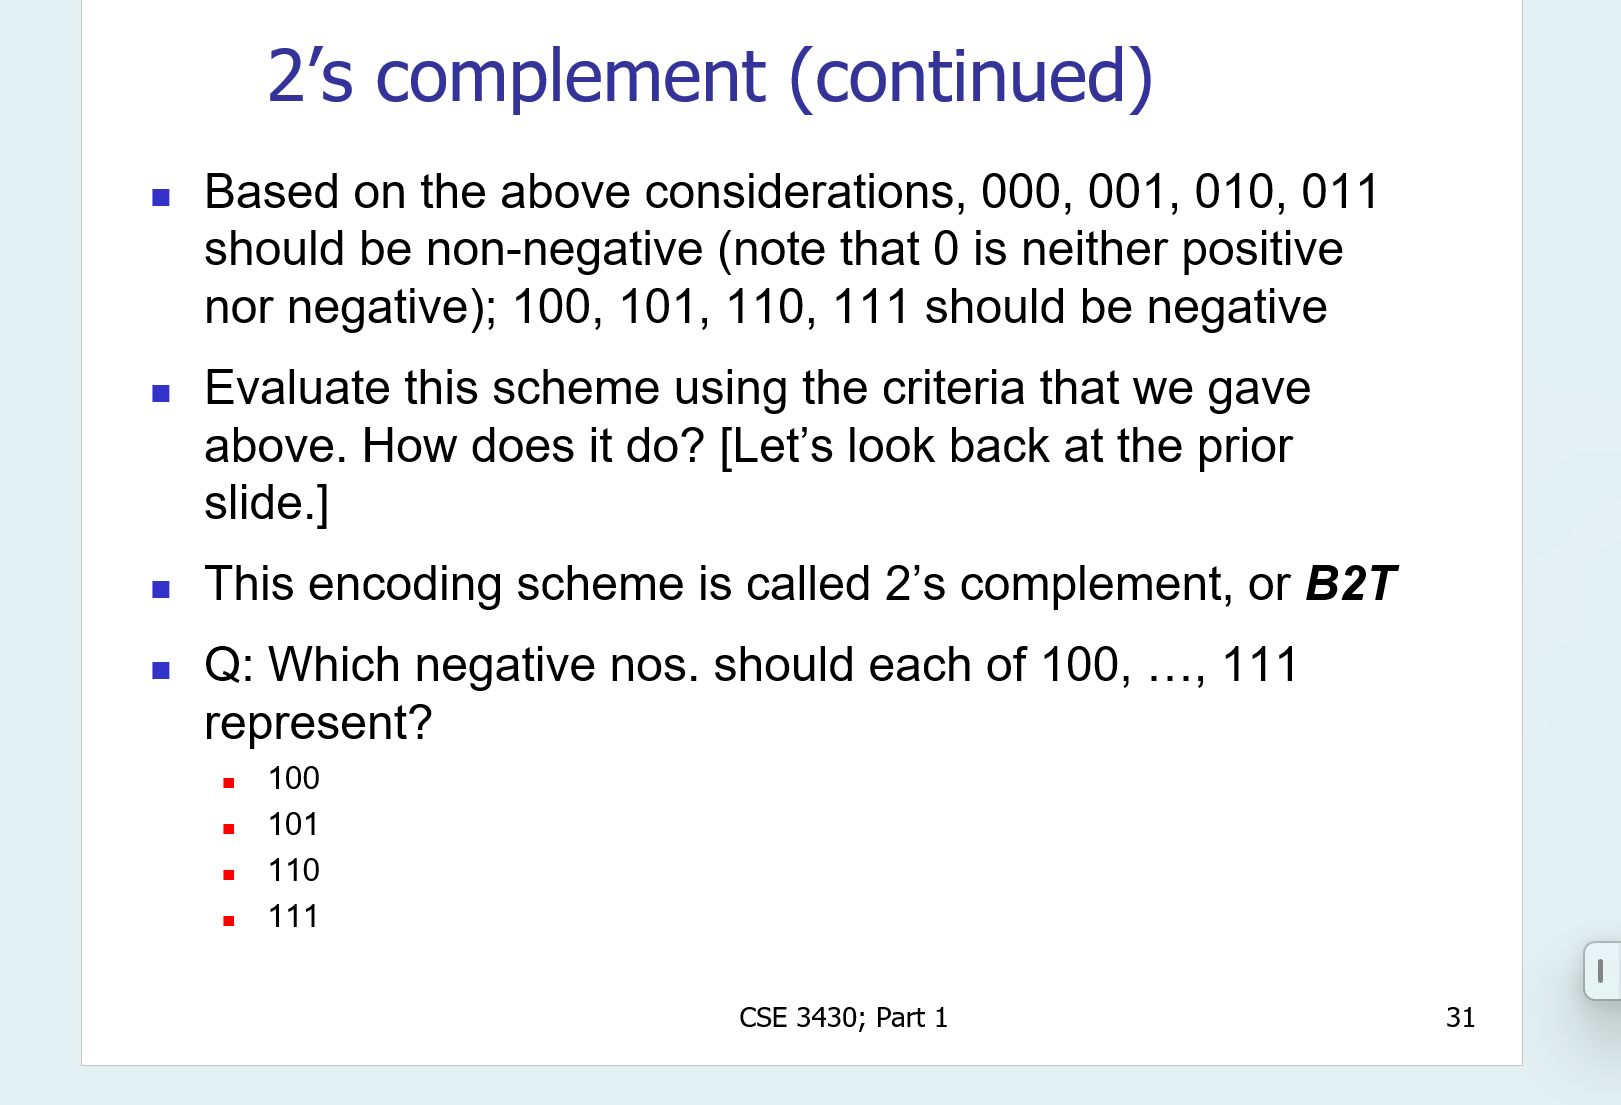 2’s complement (continued)
Based on the above considerations, 000, 001, 010, 011
should be non-negative (note that 0 is neither positive
nor negative); 100, 101, 110, 111 should be negative
Evaluate this scheme using the criteria that we gave
above. How does it do? [Let’s look back at the prior
slide.]
This encoding scheme is called 2’s complement, or B2T
Q: Which negative nos. should each of 100, …, 111
represent?
100
101
110
111
CSE 3430; Part 1
31